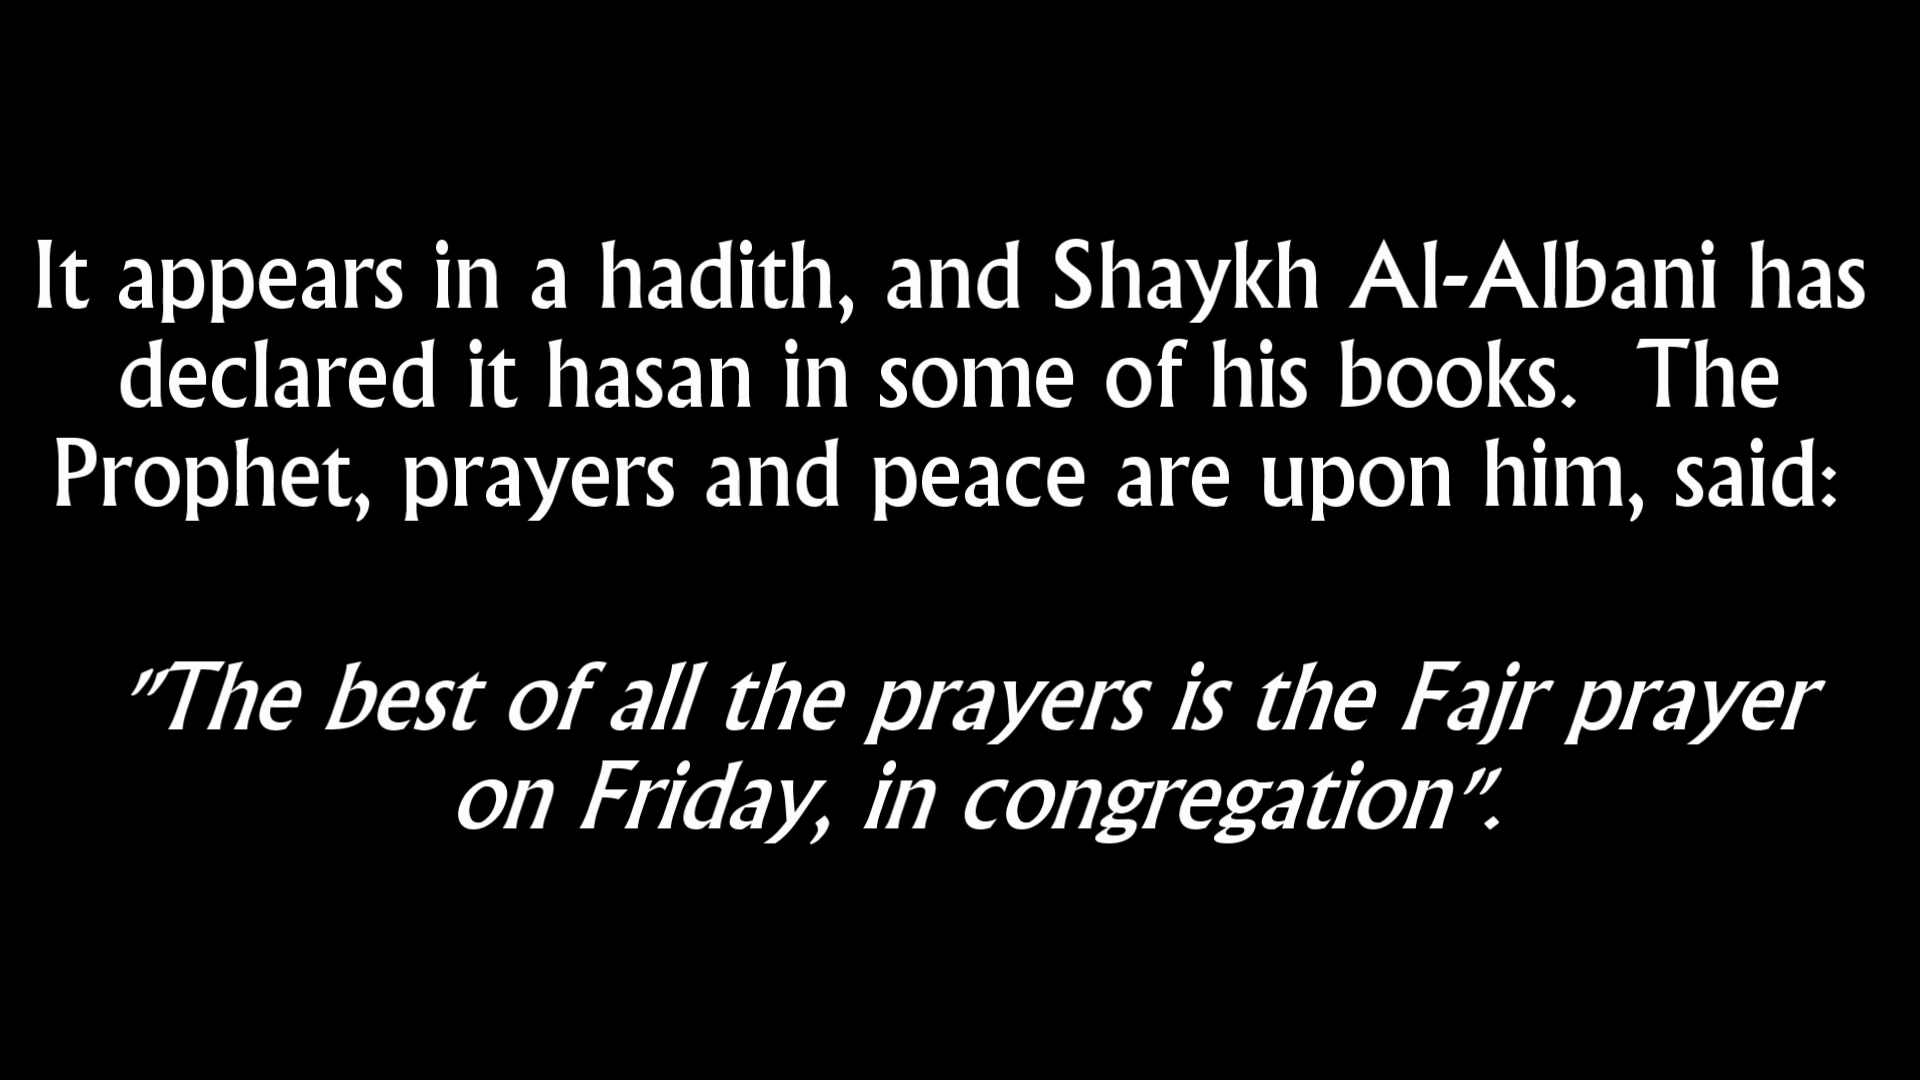 It appears in a hadith, and Shaykh Al-Albani has
declared it hasan in some of his books.  The
Prophet, prayers and peace are upon him, said:
"The best of all the prayers is the Fajr prayer
on Friday, in congregation".